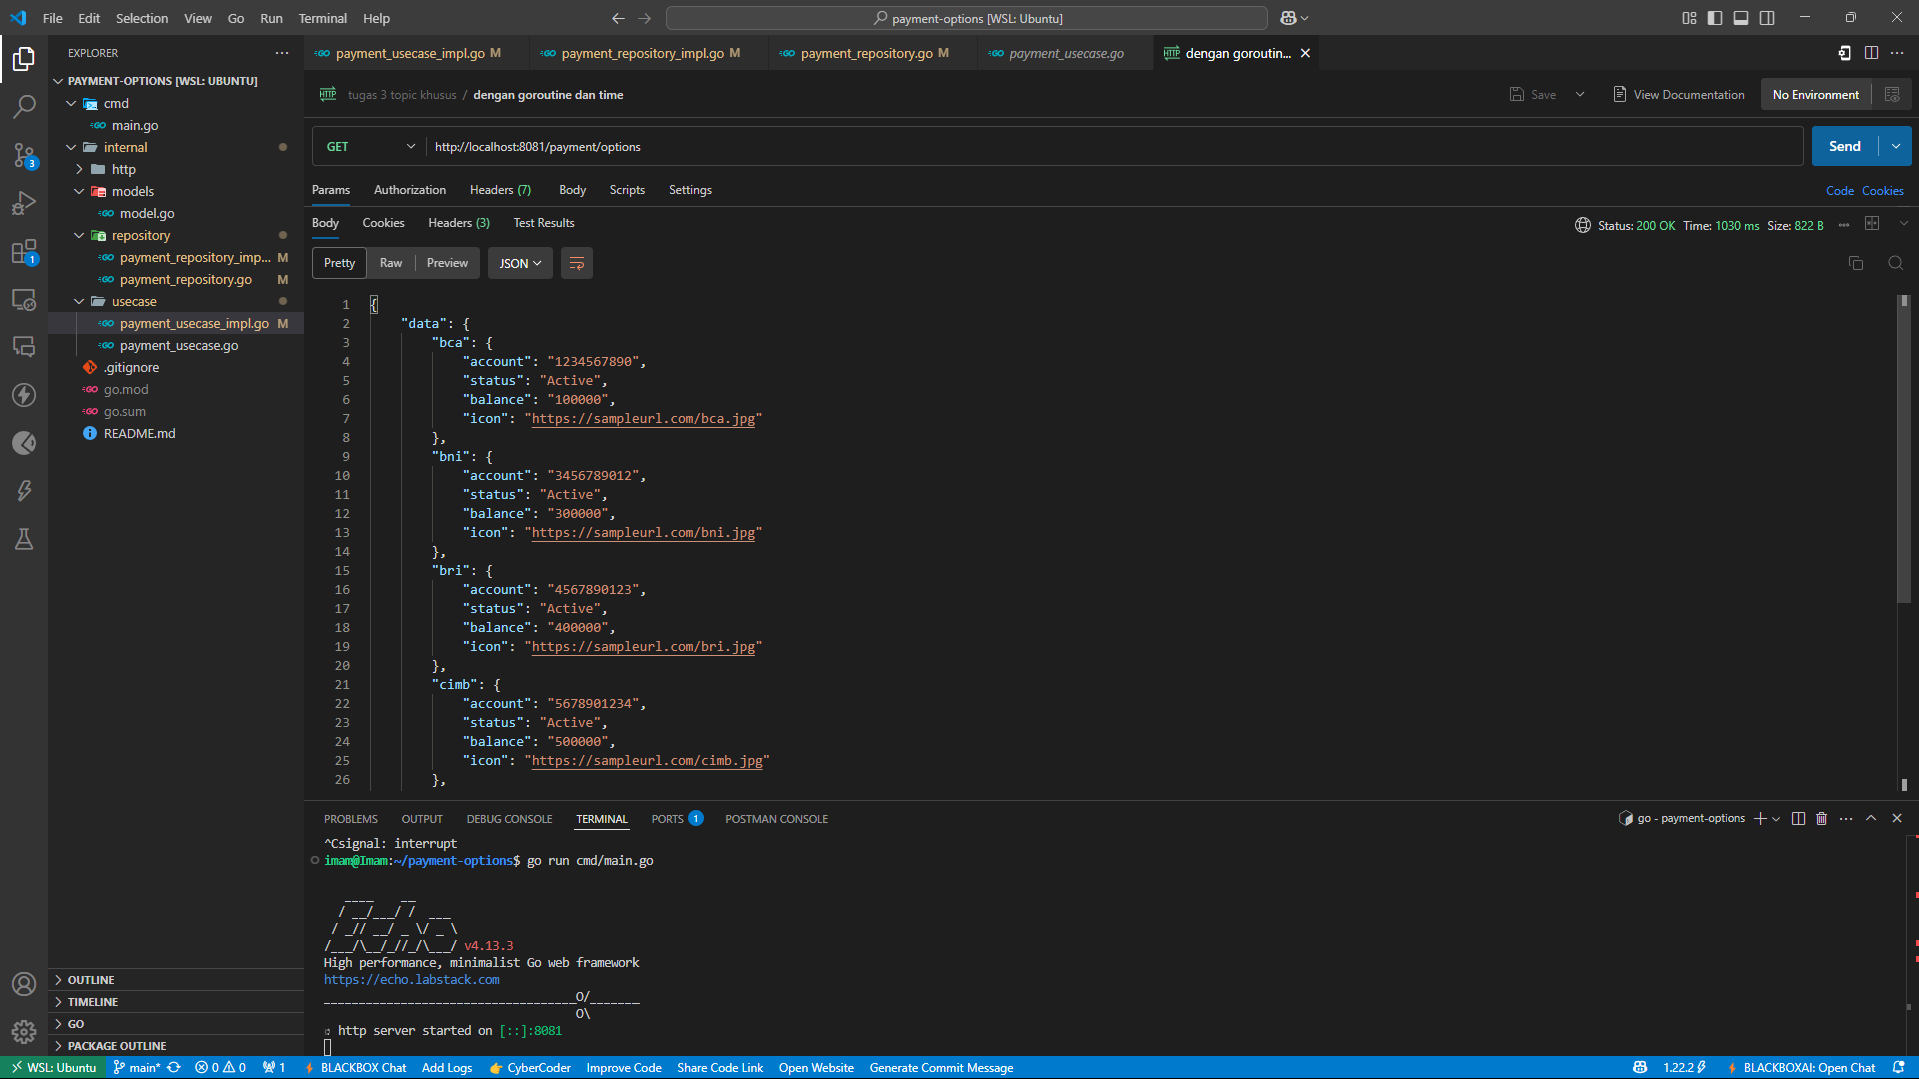 File Edit Selection View Go Run Terminal Help
payment-options [WSL: Ubuntu]
EXPLORER
PAYMENT-OPTIONS [WSL: UBUNTU]
cmd
main.go
internal
http
models
model.go
repository
payment_repository_imp... M
payment_repository.go M
usecase
payment_usecase_impl.go M
payment_usecase.go
.gitignore
go.mod
go.sum
README.md
OUTLINE
TIMELINE
GO
PACKAGE OUTLINE
3
1
payment_usecase_impl.go M
payment_repository_impl.go M
payment_repository.go M
payment_usecase.go
HTTP dengan goroutin...
HTTP tugas 3 topic khusus / dengan goroutine dan time
Save
View Documentation
No Environment
GET http://localhost:8081/payment/options
Send
Params Authorization Headers (7) Body Scripts Settings
Code Cookies
Body Cookies Headers (3) Test Results
Status: 200 OK Time: 1030 ms Size: 822 B
Pretty Raw Preview JSON
1 {
2 "data": {
3 "bca": {
4 "account": "1234567890",
5 "status": "Active",
6 "balance": "100000",
7 "icon": "https://sampleurl.com/bca.jpg"
8 },
9 "bni": {
10 "account": "3456789012",
11 "status": "Active",
12 "balance": "300000",
13 "icon": "https://sampleurl.com/bni.jpg"
14 },
15 "bri": {
16 "account": "4567890123",
17 "status": "Active",
18 "balance": "400000",
19 "icon": "https://sampleurl.com/bri.jpg"
20 },
21 "cimb": {
22 "account": "5678901234",
23 "status": "Active",
24 "balance": "500000",
25 "icon": "https://sampleurl.com/cimb.jpg"
26 },
PROBLEMS OUTPUT DEBUG CONSOLE TERMINAL PORTS 1 POSTMAN CONSOLE
go - payment-options
^Csignal: interrupt
imam@Imam:~/payment-options$ go run cmd/main.go
   ____    __
  / __/___/ /  ___
 / _// __/ _ \/ _ \
/___/\__/_//_/\___/ v4.13.3
High performance, minimalist Go web framework
https://echo.labstack.com
____________________________________O/_______
                                    O\
⇨ http server started on [::]:8081
WSL: Ubuntu main* 0 0 1 BLACKBOX Chat Add Logs CyberCoder Improve Code Share Code Link Open Website Generate Commit Message 1.22.2 BLACKBOXAI: Open Chat